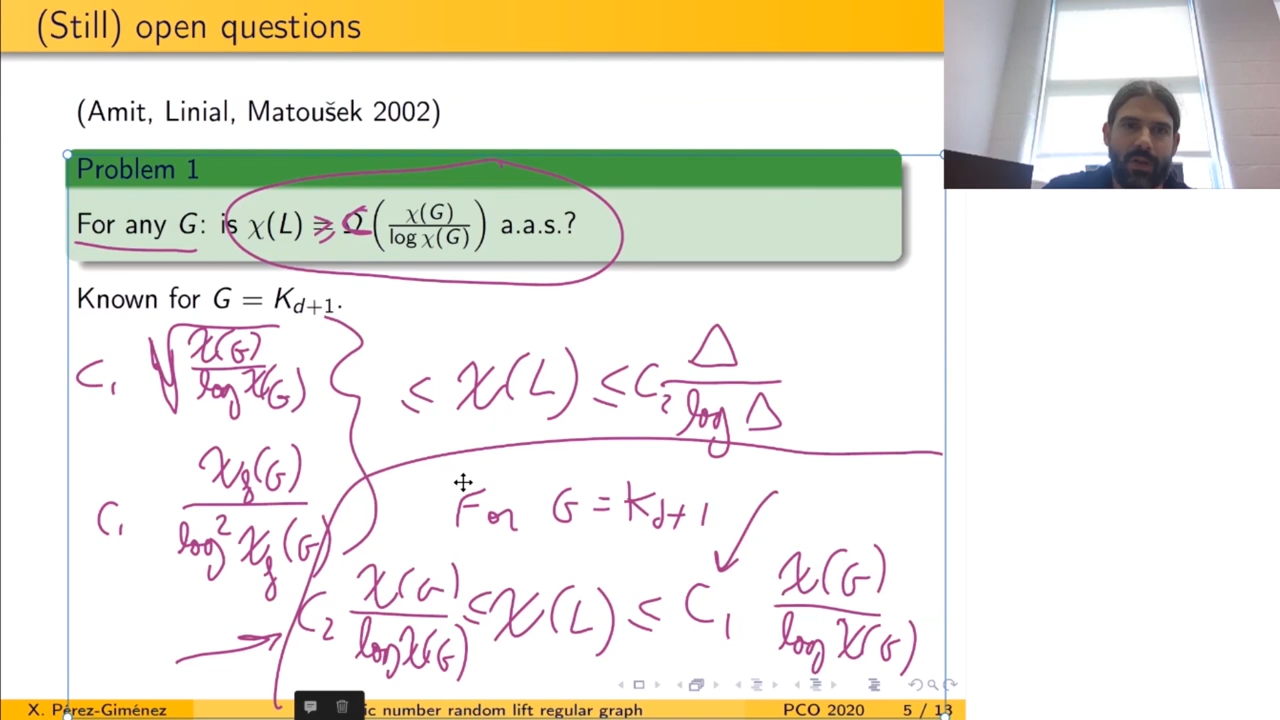 (Still) open questions
(Amit, Linial, Matoušek 2002)
Problem 1
For any G: is χ(L) ≥ C (χ(G) / log χ(G)) a.a.s.?
Known for G = K_{d+1}.
C₁ √(χ(G) / log χ(G))
≤ χ(L) ≤ C₂ Δ / log Δ
C₁ χ_f(G) / log² χ_f(G)
For G = K_{d+1}
C₂ χ(G) / log χ(G) ≤ χ(L) ≤ C₁ χ(G) / log χ(G)
X. Pérez-Giménez
ic number random lift regular graph
PCO 2020
5 / 13